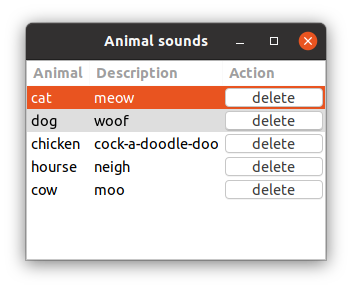 Animal sounds
Animal Description Action
cat meow delete
dog woof delete
chicken cock-a-doodle-doo delete
hourse neigh delete
cow moo delete